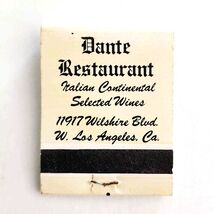 Dante
Restaurant
Italian Continental
Selected Wines
11917 Wilshire Blvd.
W. Los Angeles, Ca.